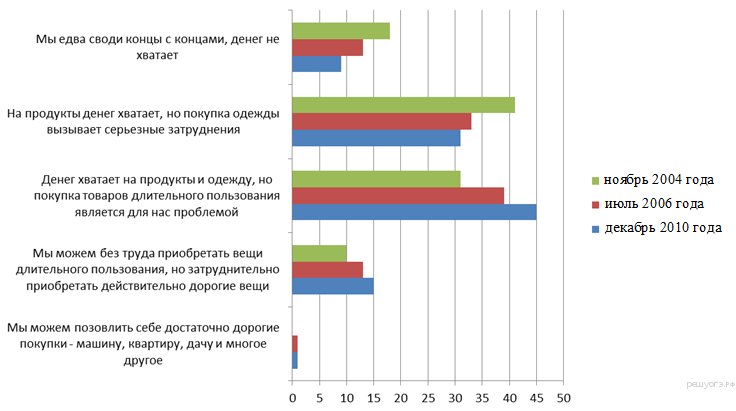 Мы едва своди концы с концами, денег не
хватает
На продукты денег хватает, но покупка одежды
вызывает серьезные затруднения
Денег хватает на продукты и одежду, но
покупка товаров длительного пользования
является для нас проблемой
Мы можем без труда приобретать вещи
длительного пользования, но затруднительно
приобретать действительно дорогие вещи
Мы можем позовлить себе достаточно дорогие
покупки - машину, квартиру, дачу и многое
другое
0 5 10 15 20 25 30 35 40 45 50
ноябрь 2004 года
июль 2006 года
декабрь 2010 года
решуогэ.рф